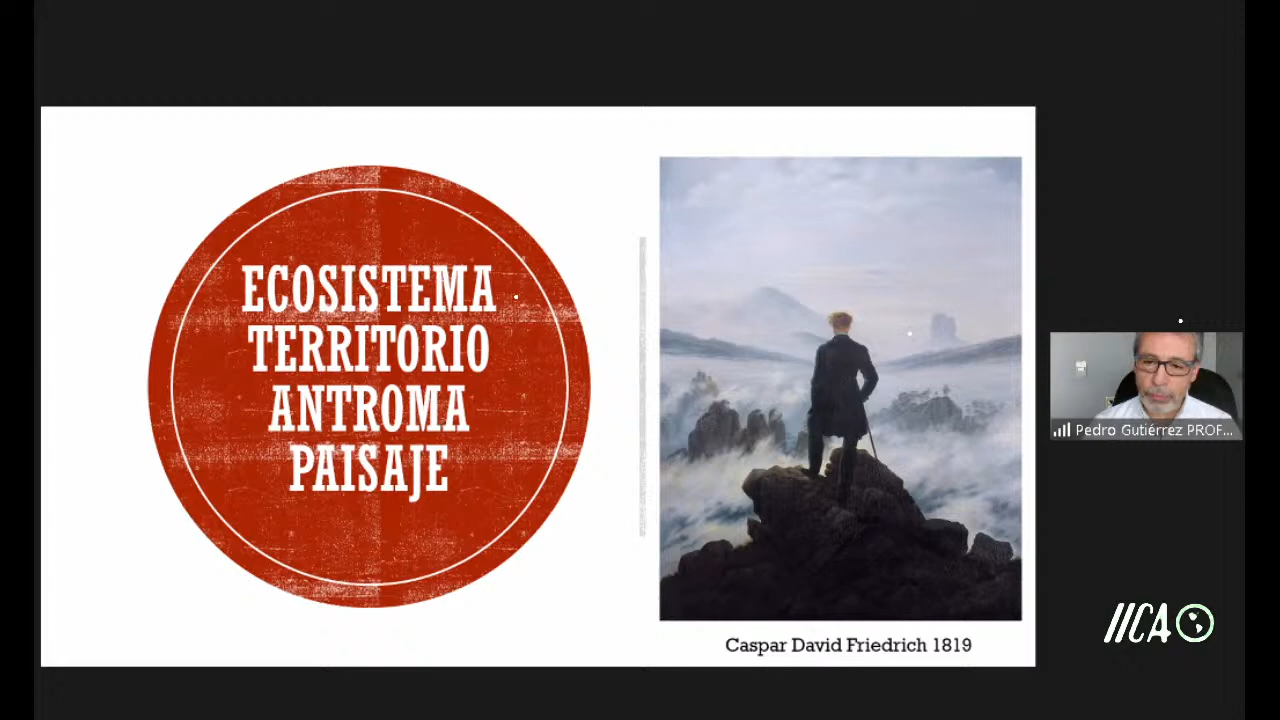 ECOSISTEMA
TERRITORIO
ANTROMA
PAISAJE
Caspar David Friedrich 1819
Pedro Gutiérrez PROF...
IICA